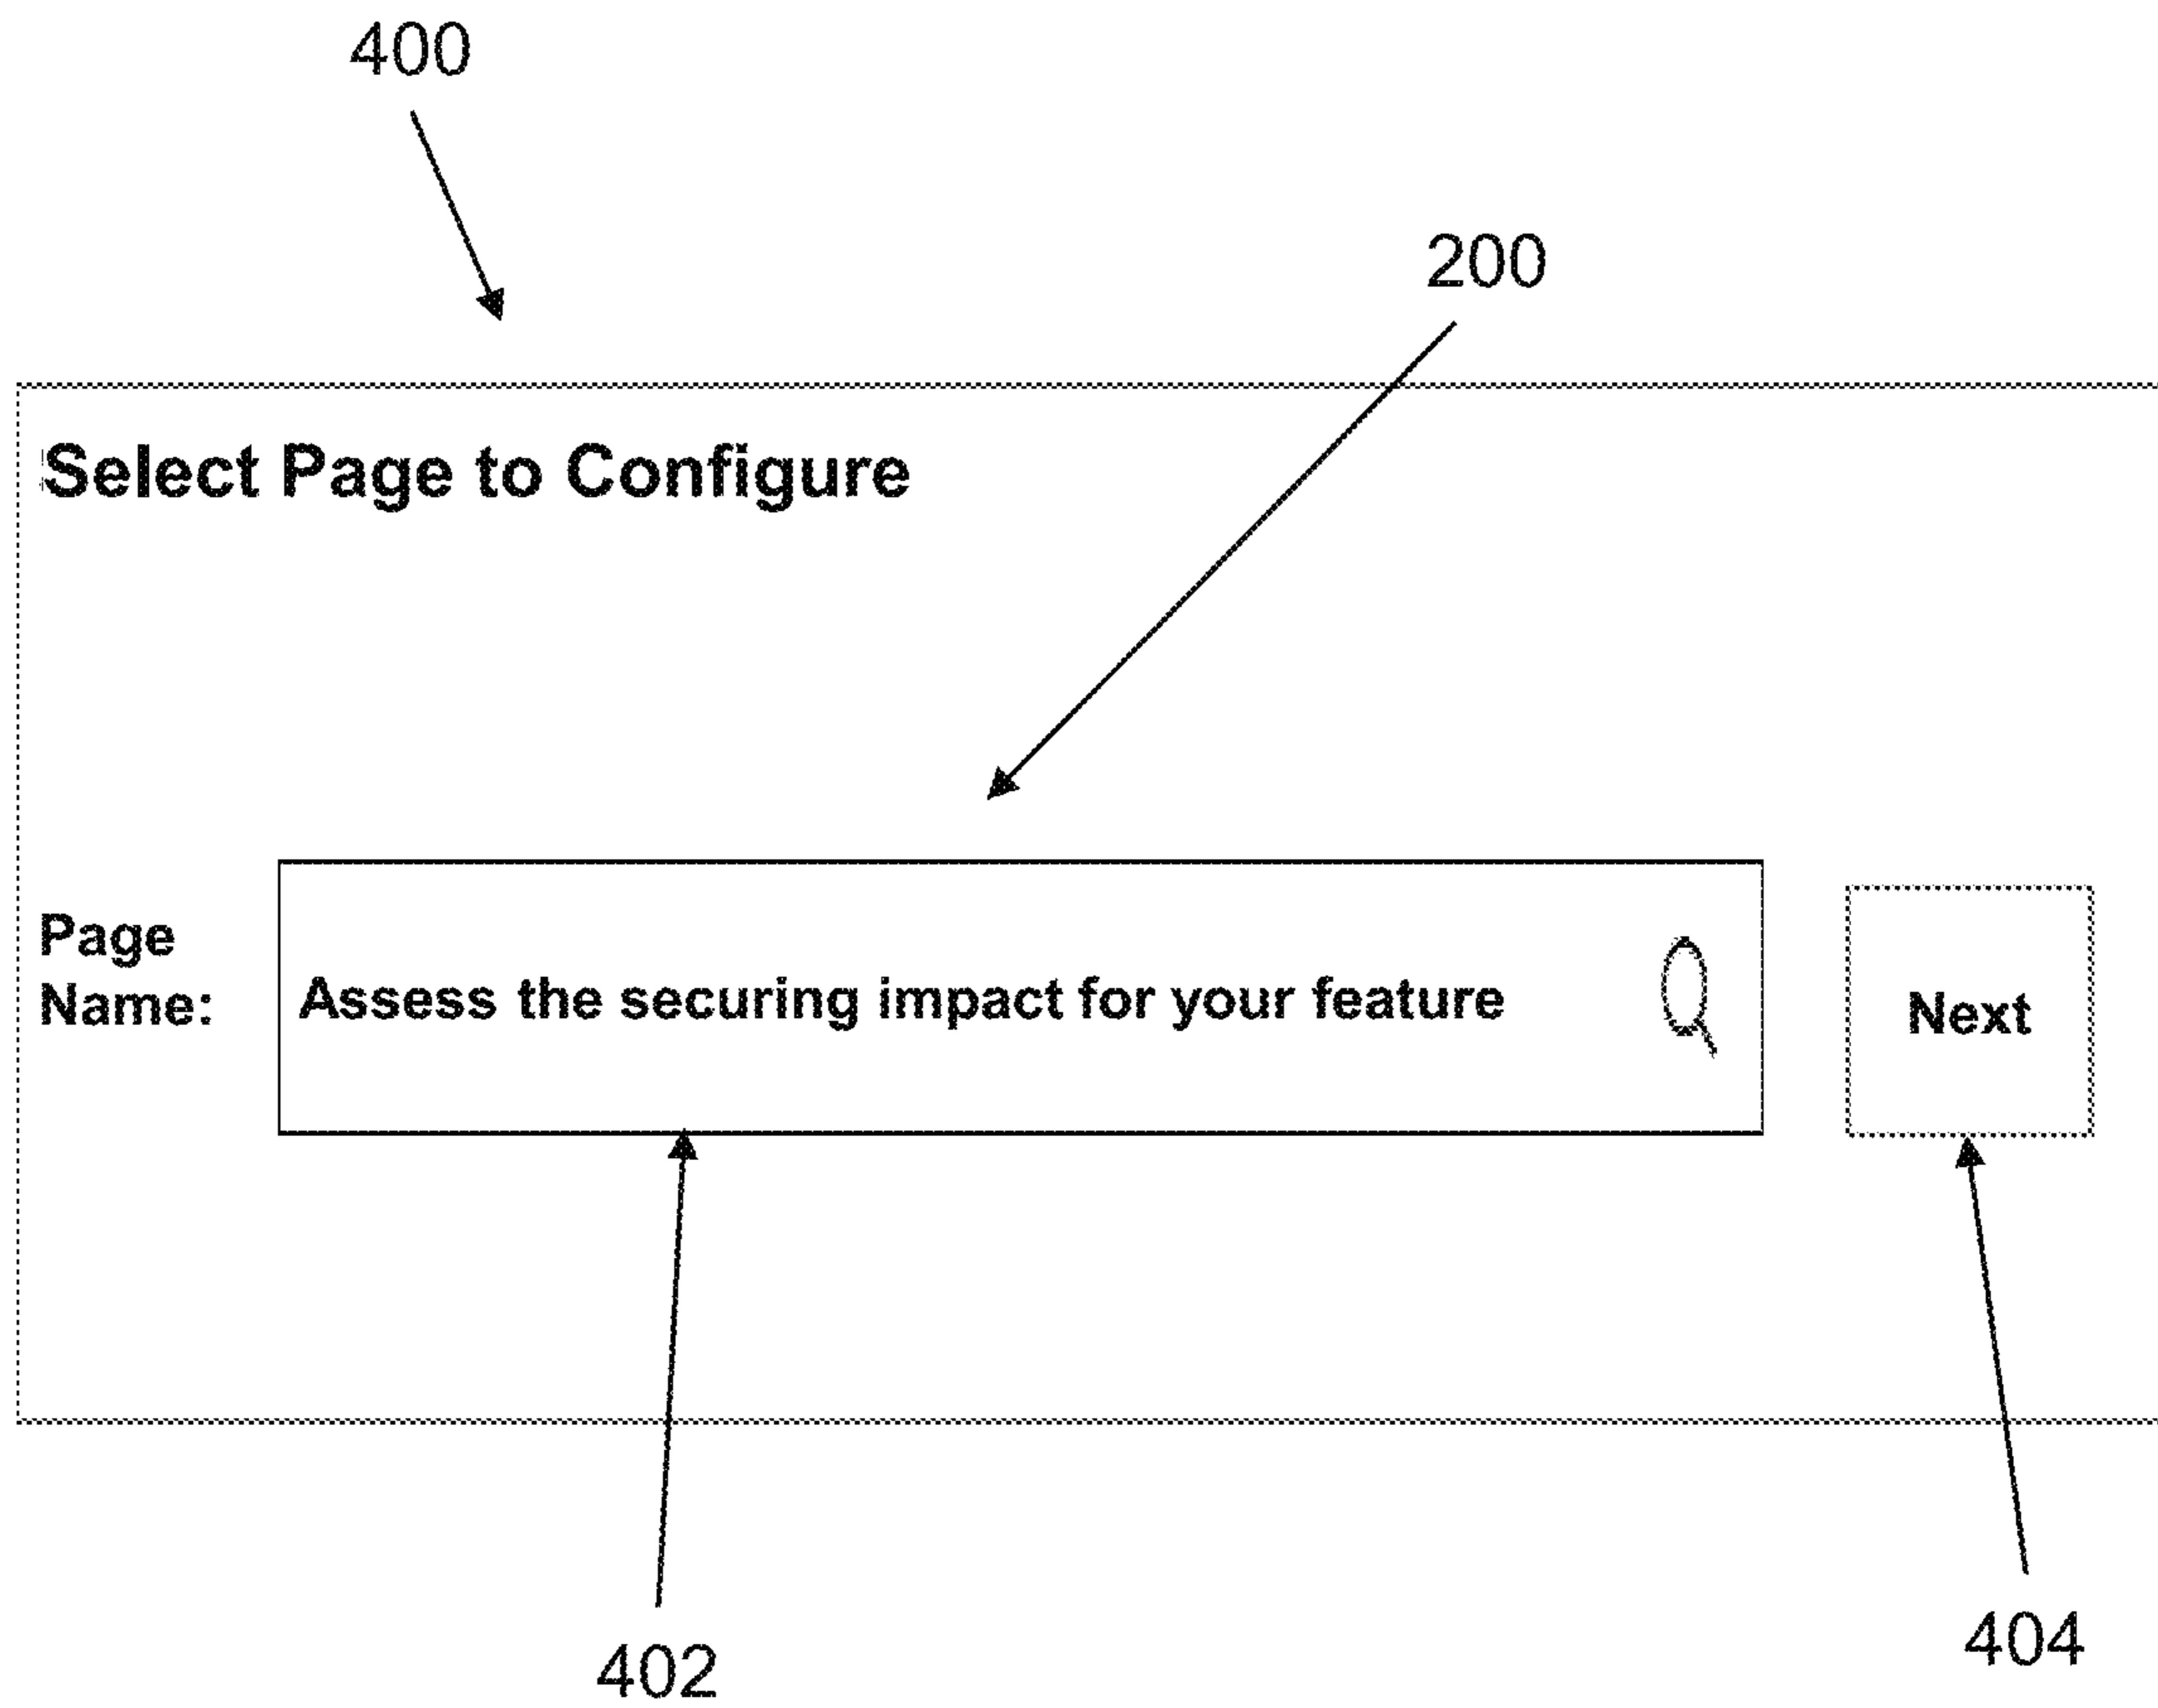 400
200
Select Page to Configure
Page
Name:
Assess the securing impact for your feature
Next
402
404